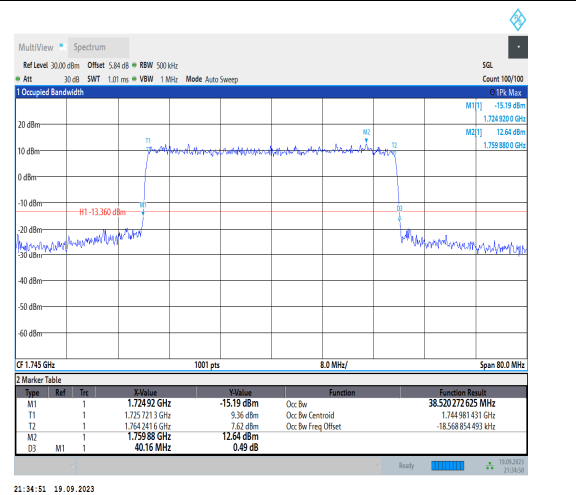 MultiView Spectrum
Ref Level 30.00 dBm Offset 5.84 dB RBW 500 kHz SGL
Att 30 dB SWT 1.01 ms VBW 1 MHz Mode Auto Sweep Count 100/100
1 Occupied Bandwidth 1Pk Max
M1[1] -15.19 dBm
1.724 920 0 GHz
M2[1] 12.64 dBm
1.759 880 0 GHz
20 dBm
10 dBm
0 dBm
-10 dBm
-20 dBm
-30 dBm
-40 dBm
-50 dBm
-60 dBm
T1
M2
T2
M1
D3
H1 -13.360 dBm
CF 1.745 GHz 1001 pts 8.0 MHz/ Span 80.0 MHz
2 Marker Table
Type Ref Trc X-Value Y-Value Function Function Result
M1 1 1.724 92 GHz -15.19 dBm Occ Bw 38.520 272 625 MHz
T1 1 1.725 721 3 GHz 9.36 dBm Occ Bw Centroid 1.744 981 431 GHz
T2 1 1.764 241 6 GHz 7.62 dBm Occ Bw Freq Offset -18.568 854 493 kHz
M2 1 1.759 88 GHz 12.64 dBm
D3 M1 1 40.16 MHz 0.49 dB
Ready 19.09.2023
21:34:50
21:34:51 19.09.2023